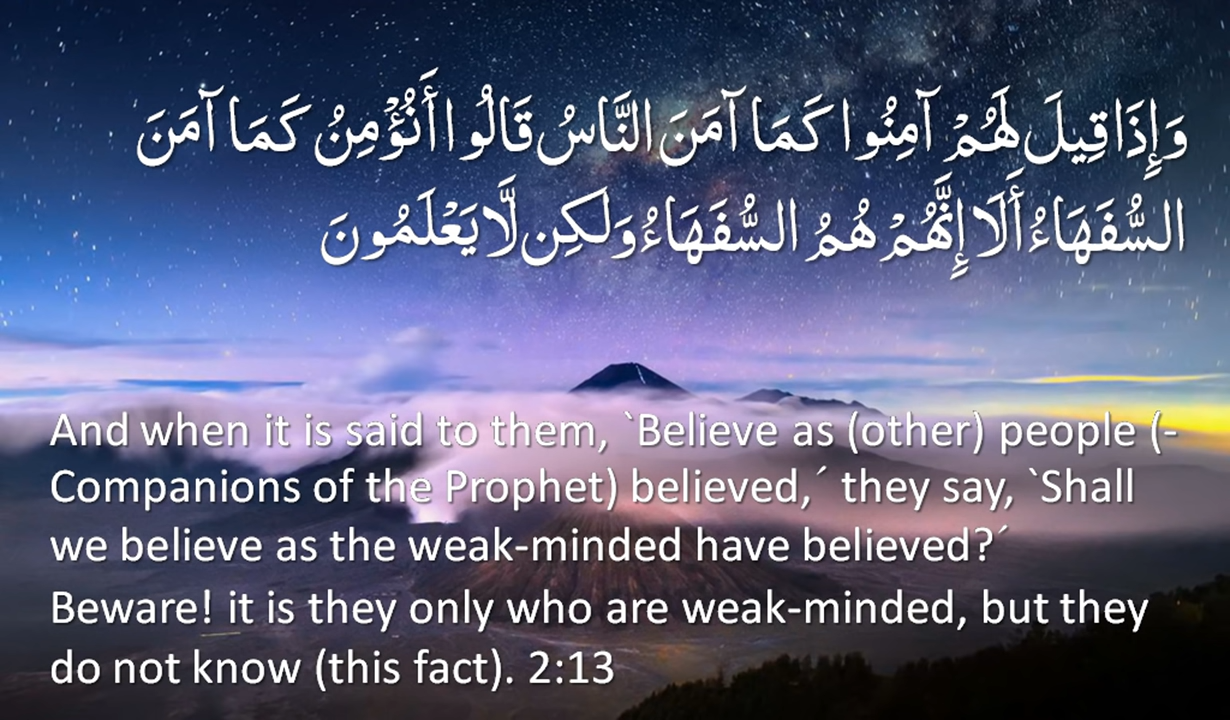 وَإِذَا قِيلَ لَهُمْ آمِنُوا كَمَا آمَنَ النَّاسُ قَالُوا أَنُؤْمِنُ كَمَا آمَنَ
السُّفَهَاءُ أَلَا إِنَّهُمْ هُمُ السُّفَهَاءُ وَلَكِن لَّا يَعْلَمُونَ
And when it is said to them, `Believe as (other) people (-
Companions of the Prophet) believed,´ they say, `Shall
we believe as the weak-minded have believed?´
Beware! it is they only who are weak-minded, but they
do not know (this fact). 2:13